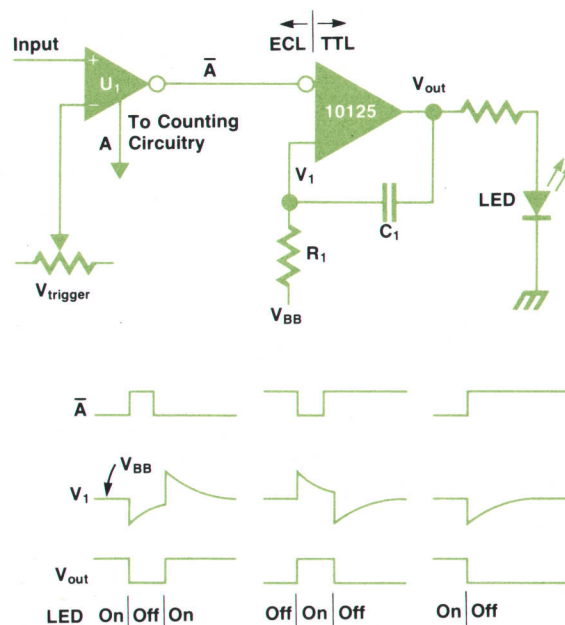 ECL TTL
Input
A
Vout
U1
+
−
10125
To Counting
Circuitry
A
V1
LED
C1
R1
Vtrigger
VBB
A
VBB
V1
Vout
LED On Off On Off On Off On Off